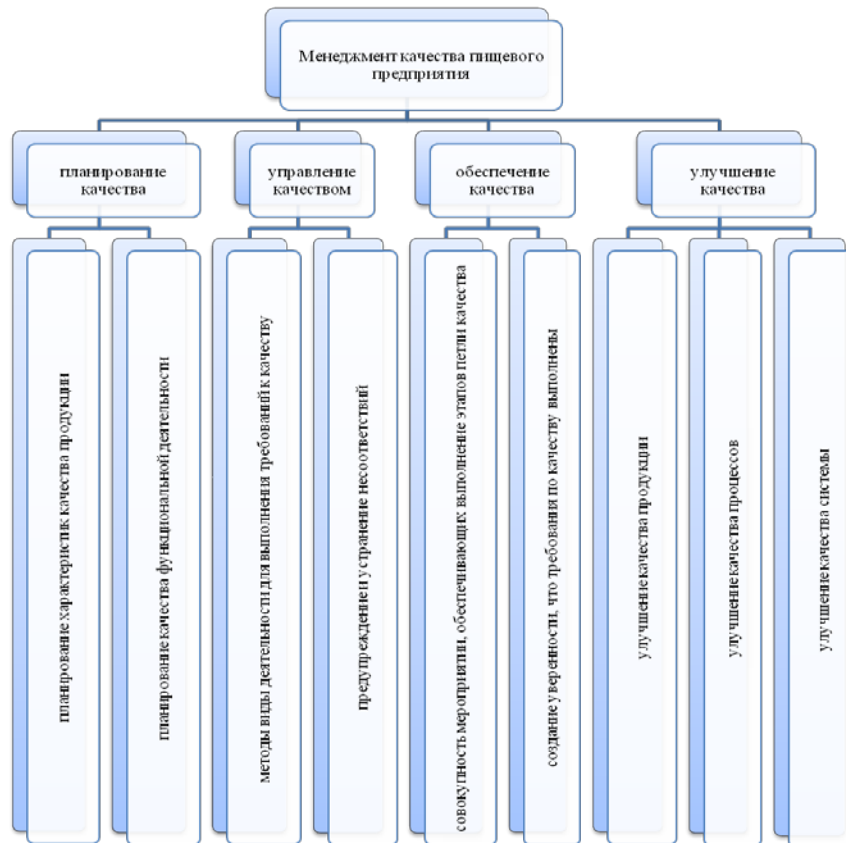 Менеджмент качества пищевого
предприятия
планирование
качества
управление
качеством
обеспечение
качества
улучшение
качества
планирование характеристик качества продукции
планирование качества функциональной деятельности
методы виды деятельности для выполнения требований к качеству
предупреждение и устранение несоответствий
совокупность мероприятии, обеспечивающих выполнение этапов петли качества
создание уверенности, что требования по качеству выполнены
улучшение качества продукции
улучшение качества процессов
улучшение качества системы